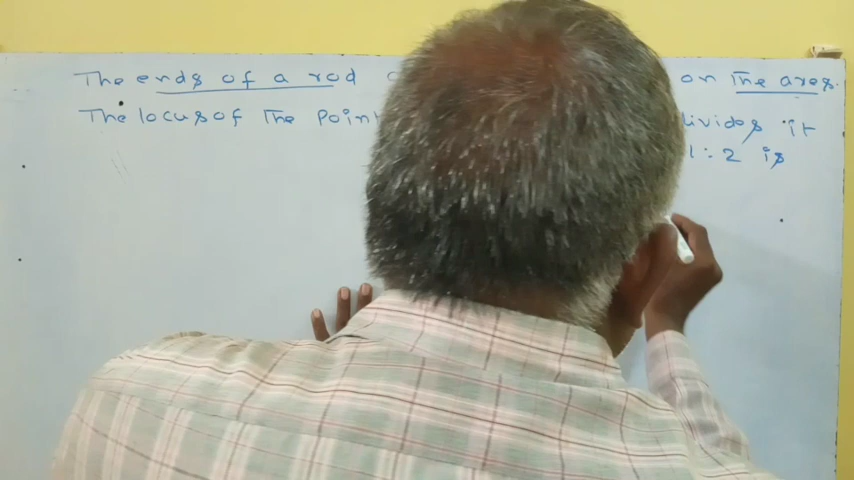 The ends of a rod on The axes.
The locus of The Point divides it
1:2 is